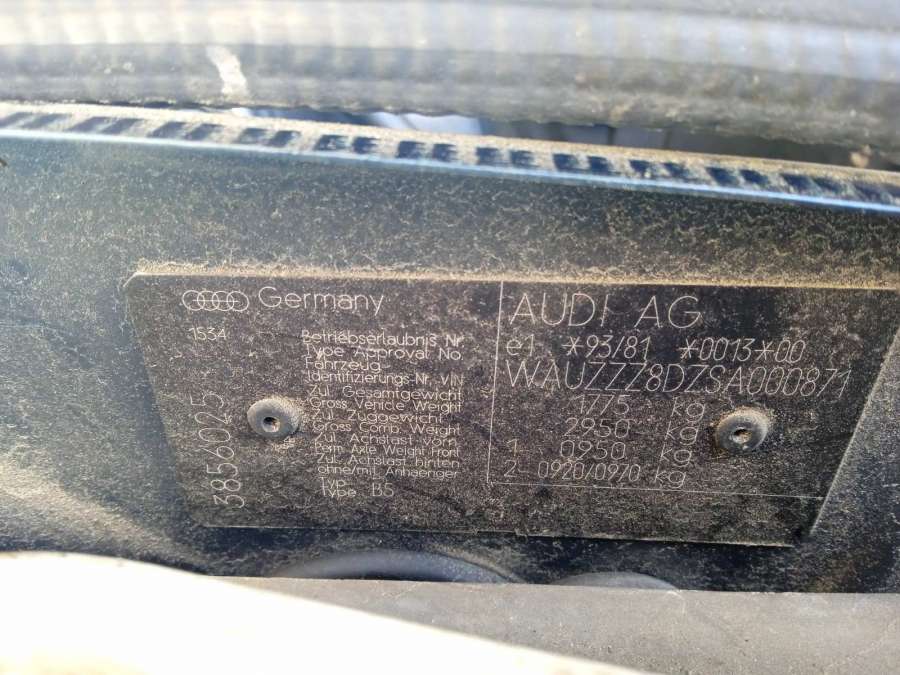 Germany
1534
3856025
Betriebserlaubnis Nr.
Type Approval No.
Fahrzeug-
Identifizierungs-Nr. VIN
Zul. Gesamtgewicht
Gross Vehicle Weight
Zul. Zuggewicht
Gross Comp. Weight
Zul. Achslast vorn
Perm. Axle Weight Front
Zul. Achslast hinten
ohne/mit Anhaenger
Typ
Type B5
AUDI AG
e1 *93/81 *0013*00
WAUZZZ8DZSA000871
1775 kg
2950 kg
1 0950 kg
2- 0920/0970 kg